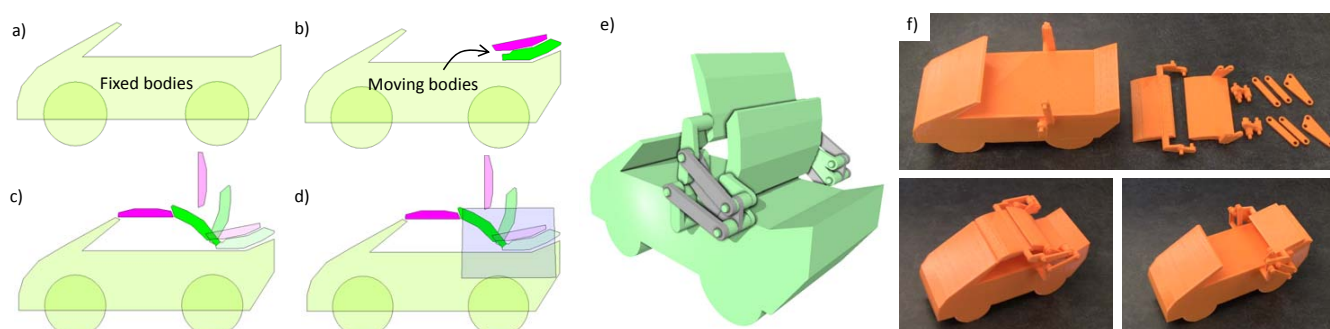 a)
Fixed bodies
b)
Moving bodies
c)
d)
e)
f)